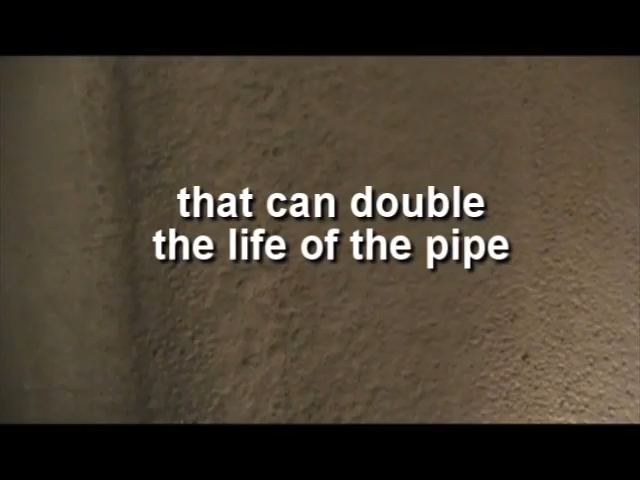 that can double
the life of the pipe